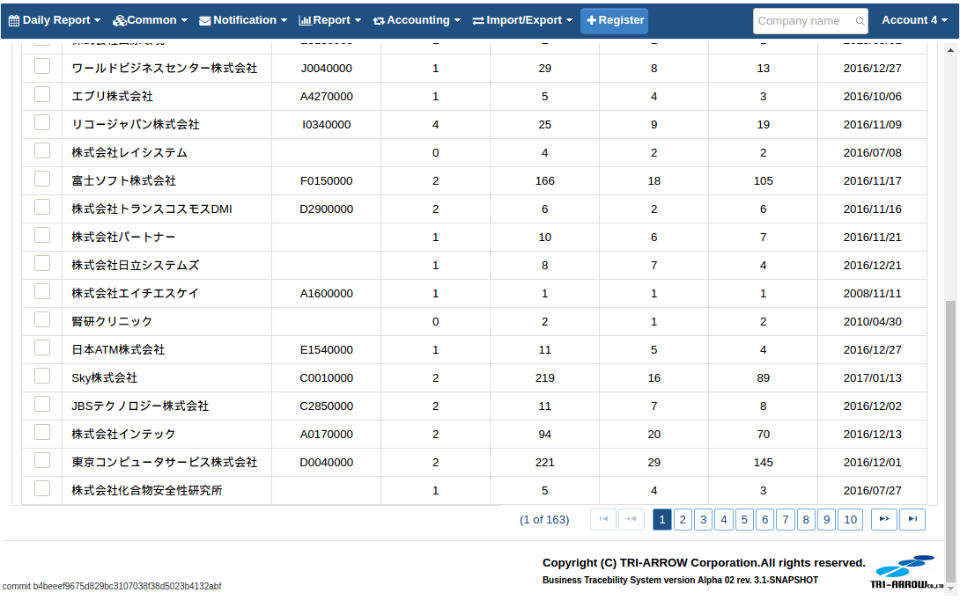 Daily Report Common Notification Report Accounting Import/Export Register Company name Account 4
ワールドビジネスセンター株式会社 J0040000 1 29 8 13 2016/12/27
エプリ株式会社 A4270000 1 5 4 3 2016/10/06
リコージャパン株式会社 I0340000 4 25 9 19 2016/11/09
株式会社レイシステム 0 4 2 2 2016/07/08
富士ソフト株式会社 F0150000 2 166 18 105 2016/11/17
株式会社トランスコスモスDMI D2900000 2 6 2 6 2016/11/16
株式会社パートナー 1 10 6 7 2016/11/21
株式会社日立システムズ 1 8 7 4 2016/12/21
株式会社エイチエスケイ A1600000 1 1 1 1 2008/11/11
腎研クリニック 0 2 1 2 2010/04/30
日本ATM株式会社 E1540000 1 11 5 4 2016/12/27
Sky株式会社 C0010000 2 219 16 89 2017/01/13
JBSテクノロジー株式会社 C2850000 2 11 7 8 2016/12/02
株式会社インテック A0170000 2 94 20 70 2016/12/13
東京コンピュータサービス株式会社 D0040000 2 221 29 145 2016/12/01
株式会社化合物安全性研究所 1 5 4 3 2016/07/27
(1 of 163) 1 2 3 4 5 6 7 8 9 10
Copyright (C) TRI-ARROW Corporation.All rights reserved.
Business Tracebility System version Alpha 02 rev. 3.1-SNAPSHOT
TRI-ARROW Co.,LTD
commit b4beeef9675d829bc3107038f38d5023b4132abf